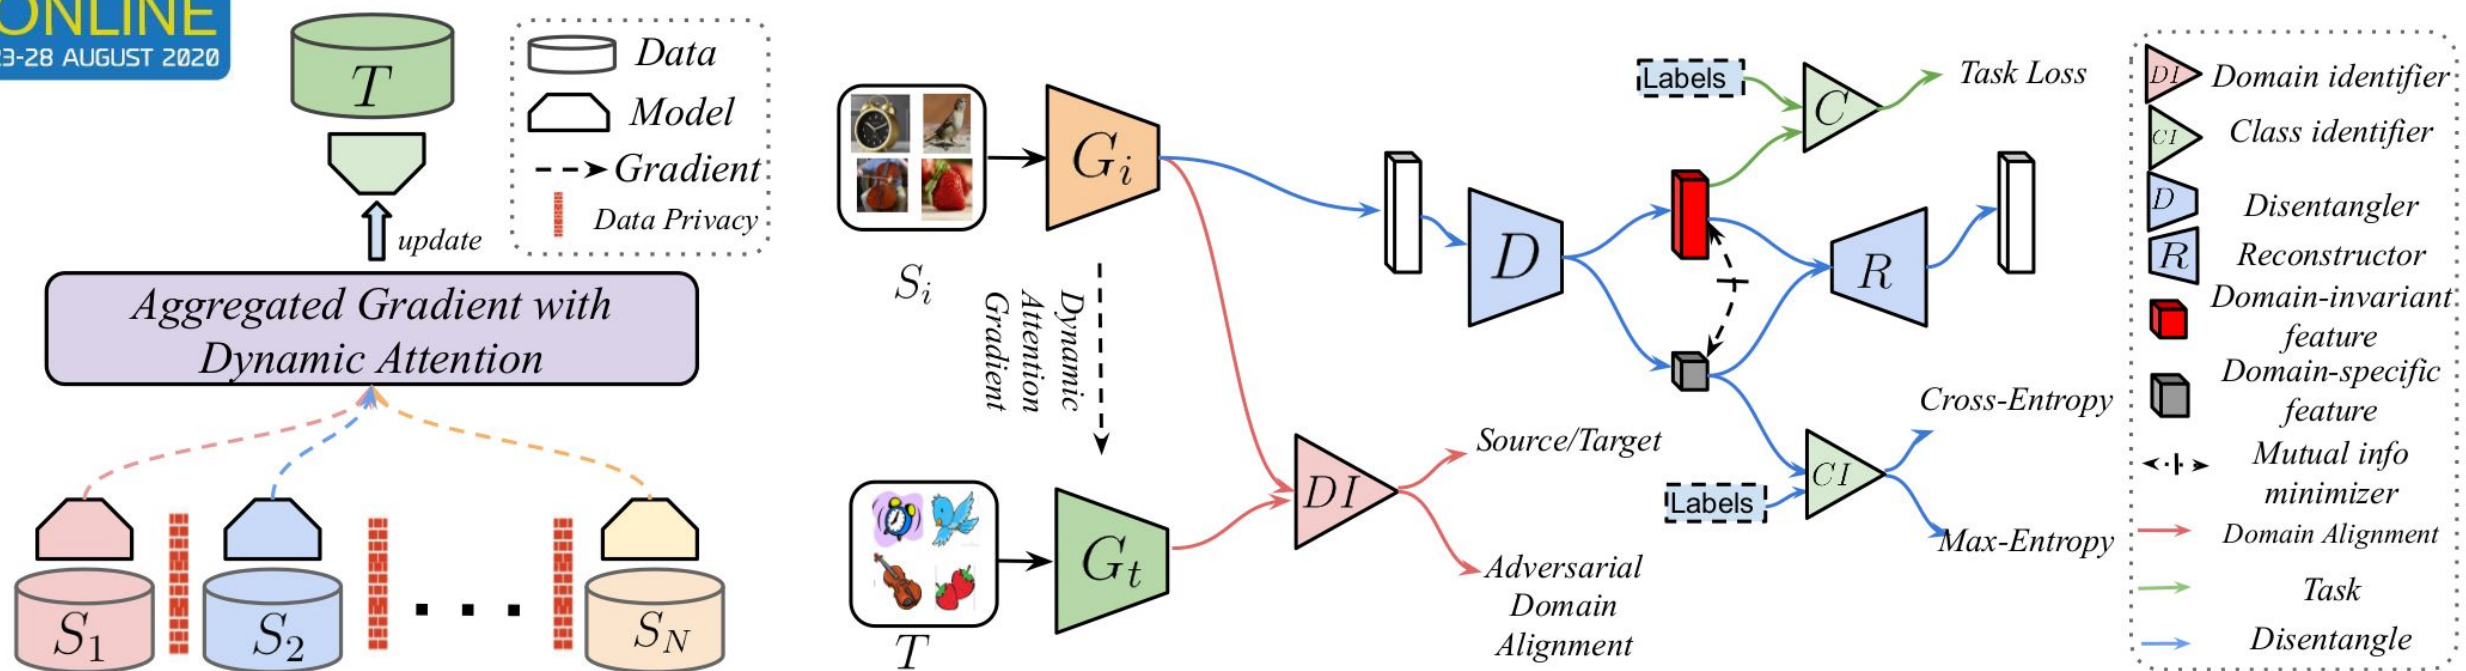 ONLINE
23-28 AUGUST 2020
T
update
Data
Model
Gradient
Data Privacy
Aggregated Gradient with
Dynamic Attention
S1
S2
. . .
SN
Si
Gi
Dynamic
Attention
Gradient
T
Gt
DI
Source/Target
Adversarial
Domain
Alignment
D
Labels
C
Task Loss
R
Labels
CI
Cross-Entropy
Max-Entropy
DI Domain identifier
CI Class identifier
D Disentangler
R Reconstructor
Domain-invariant
feature
Domain-specific
feature
Mutual info
minimizer
Domain Alignment
Task
Disentangle